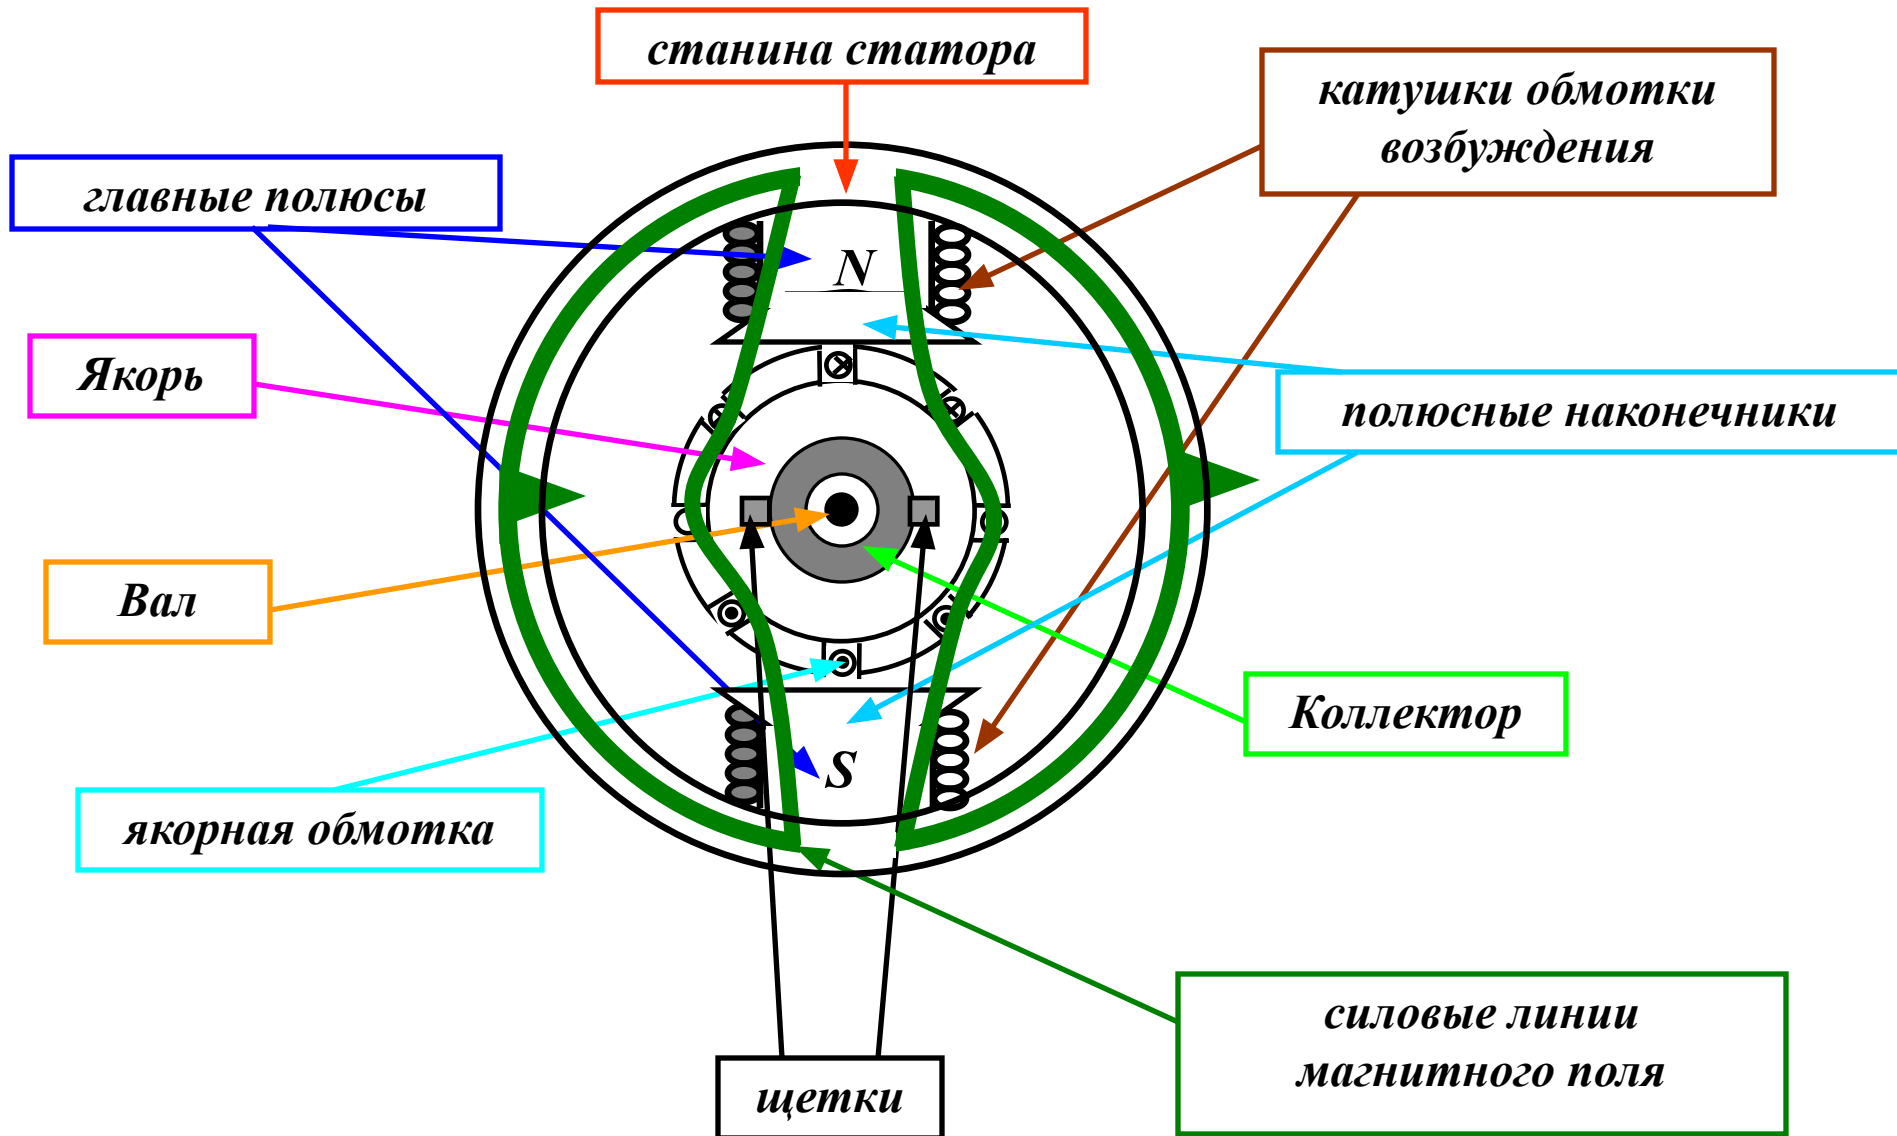 станина статора
катушки обмотки
возбуждения
главные полюсы
N
Якорь
полюсные наконечники
Вал
Коллектор
S
якорная обмотка
силовые линии
магнитного поля
щетки